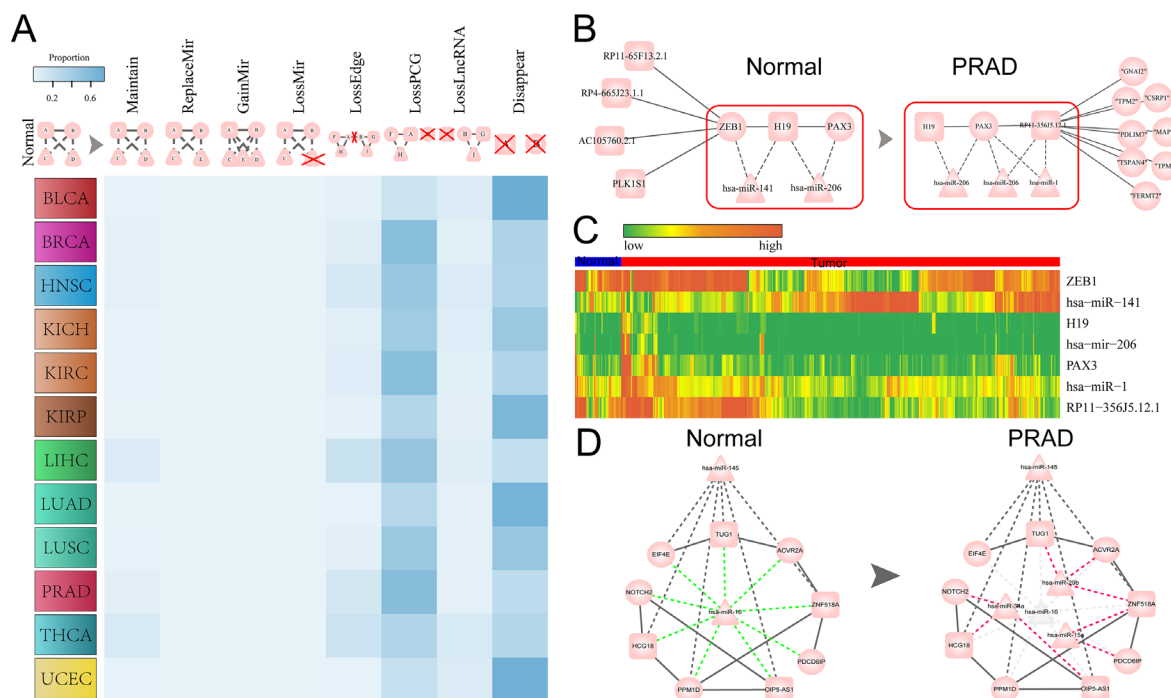 A
Proportion
0.2 0.6
Maintain
ReplaceMir
GainMir
LossMir
LossEdge
LossPCG
LossLncRNA
Disappear
Normal
BLCA
BRCA
HNSC
KICH
KIRC
KIRP
LIHC
LUAD
LUSC
PRAD
THCA
UCEC
B
Normal
PRAD
RP11-65F13.2.1
RP4-665J23.1.1
AC105760.2.1
PLK1S1
ZEB1
H19
PAX3
hsa-miR-141
hsa-miR-206
H19
PAX3
RP11-356J5.12.1
hsa-miR-206
hsa-miR-206
hsa-miR-1
"GNAI2"
"CSRP1"
"TPM2"
"MAP
"PDLIM7"
"TSPAN4"
"TPM
"FERMT2"
C
low
high
Normal
Tumor
ZEB1
hsa-miR-141
H19
hsa-mir-206
PAX3
hsa-miR-1
RP11-356J5.12.1
D
Normal
PRAD
hsa-miR-145
TUG1
EIF4E
ACVR2A
NOTCH2
hsa-miR-16
ZNF518A
HCG18
PDCD6IP
PPM1D
OIP5-AS1
hsa-miR-145
TUG1
EIF4E
ACVR2A
hsa-miR-29b
NOTCH2
hsa-miR-34a
hsa-miR-16
ZNF518A
hsa-miR-15a
HCG18
PDCD6IP
PPM1D
OIP5-AS1